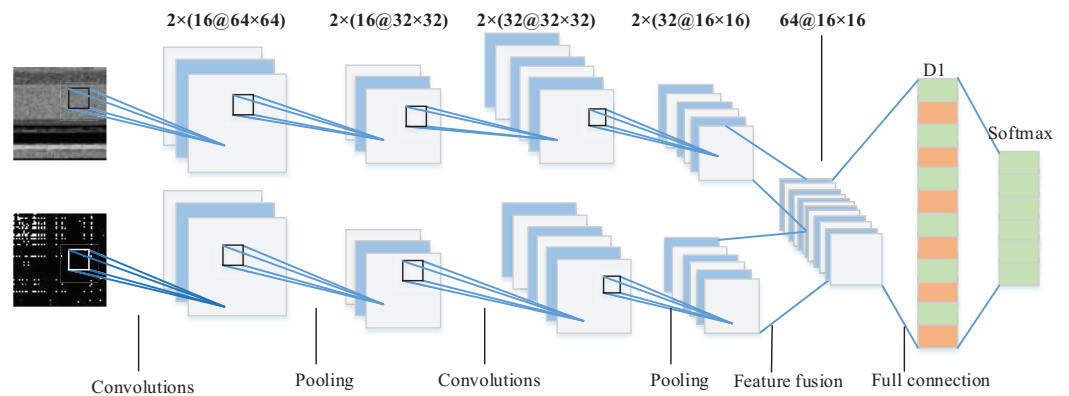 2×(16@64×64)
2×(16@32×32)
2×(32@32×32)
2×(32@16×16)
64@16×16
D1
Softmax
Convolutions
Pooling
Convolutions
Pooling
Feature fusion
Full connection